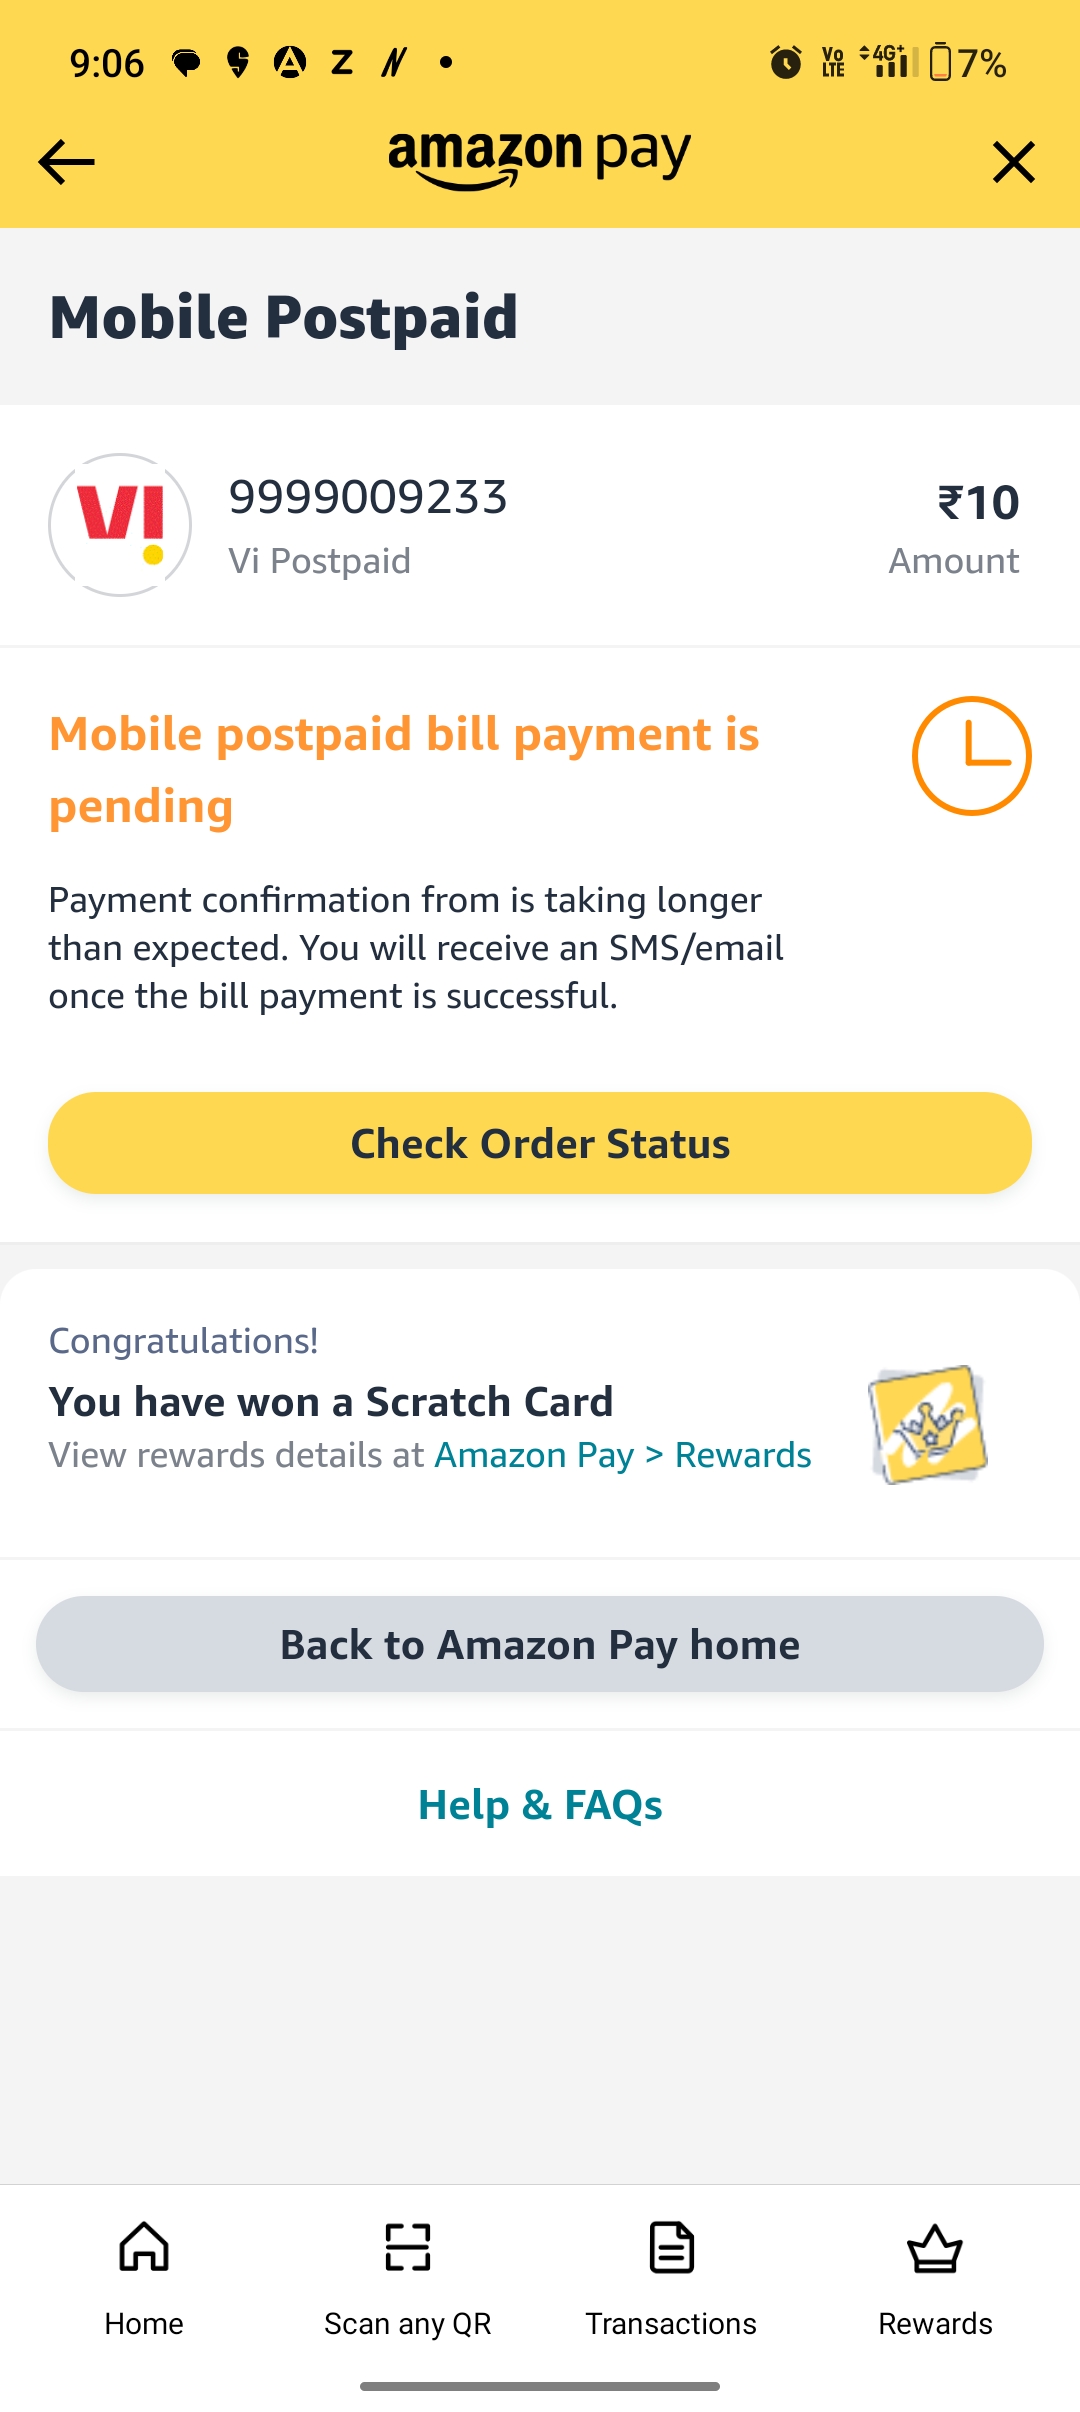 9:06
Vo LTE 4G+ 7%
amazon pay
Mobile Postpaid
VI
9999009233
₹10
Vi Postpaid
Amount
Mobile postpaid bill payment is
pending
Payment confirmation from is taking longer
than expected. You will receive an SMS/email
once the bill payment is successful.
Check Order Status
Congratulations!
You have won a Scratch Card
View rewards details at Amazon Pay > Rewards
Back to Amazon Pay home
Help & FAQs
Home
Scan any QR
Transactions
Rewards